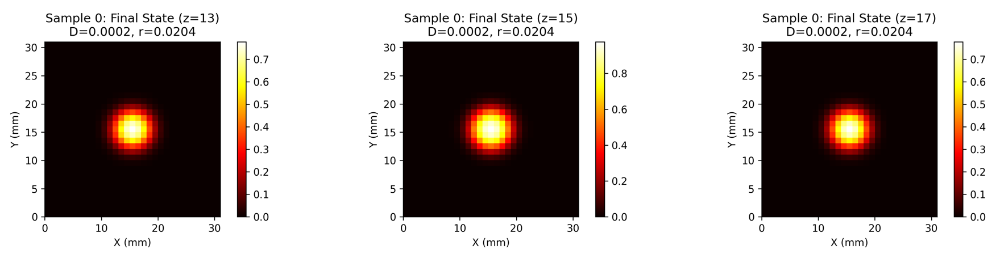 Sample 0: Final State (z=13)
D=0.0002, r=0.0204
30
25
20
15
10
5
0
Y (mm)
0 10 20 30
X (mm)
0.7
0.6
0.5
0.4
0.3
0.2
0.1
0.0
Sample 0: Final State (z=15)
D=0.0002, r=0.0204
30
25
20
15
10
5
0
Y (mm)
0 10 20 30
X (mm)
0.8
0.6
0.4
0.2
0.0
Sample 0: Final State (z=17)
D=0.0002, r=0.0204
30
25
20
15
10
5
0
Y (mm)
0 10 20 30
X (mm)
0.7
0.6
0.5
0.4
0.3
0.2
0.1
0.0